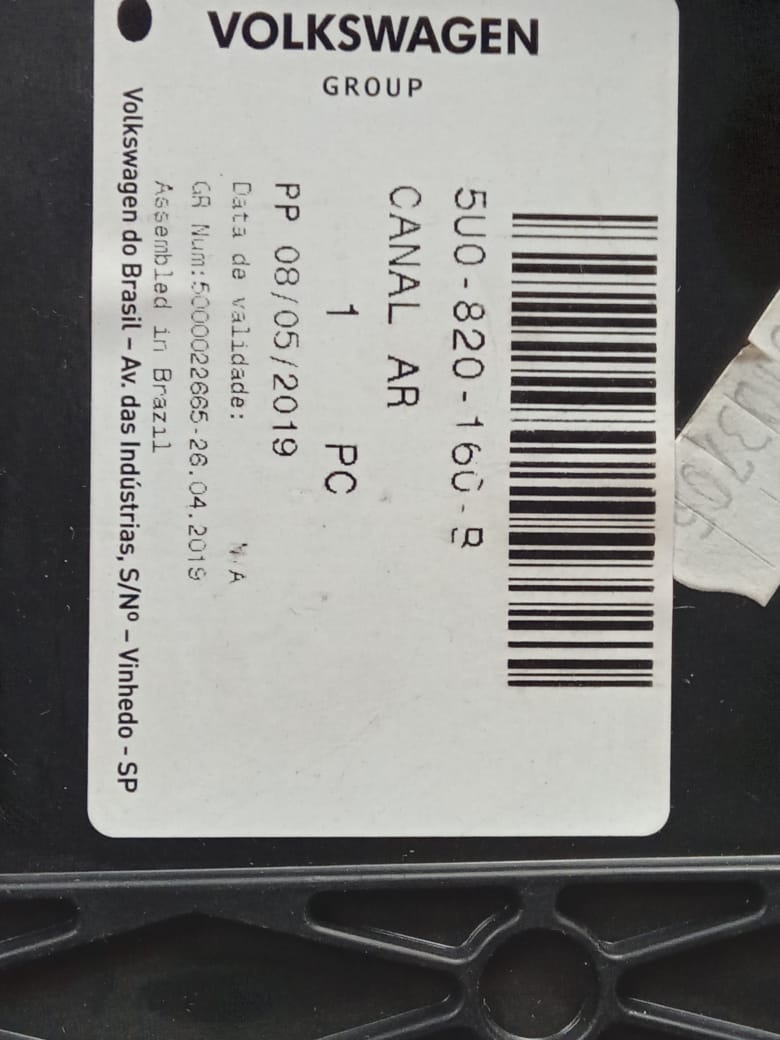 VOLKSWAGEN
GROUP
5U0-820-160-B
CANAL AR
1 PC
PP 08/05/2019
Data de validade: N/A
GR Num:5000022665-26.04.2019
Assembled in Brazil
Volkswagen do Brasil – Av. das Indústrias, S/Nº – Vinhedo – SP